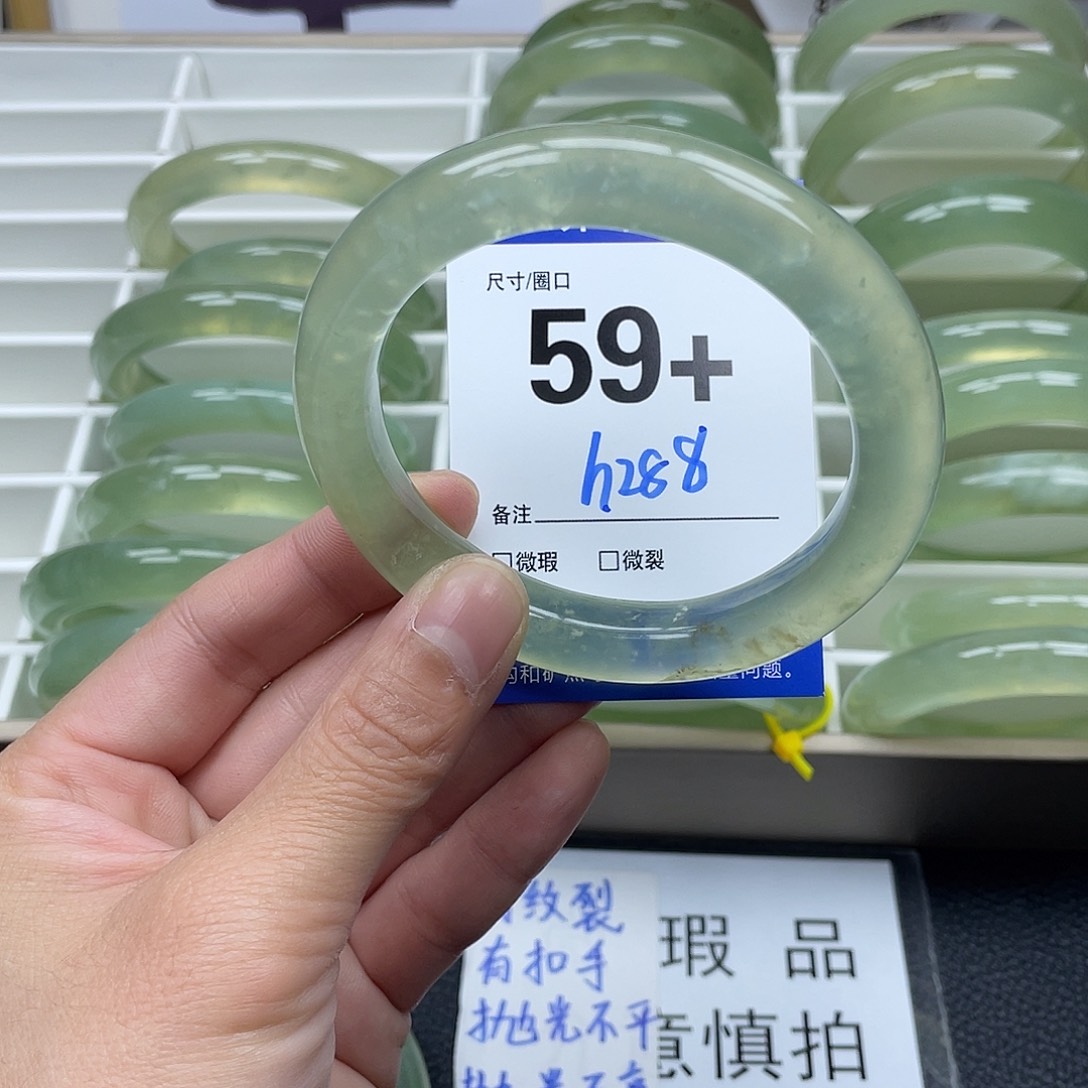 尺寸/圈口
59+
h288
备注
□微瑕 □微裂
纹裂
有扣手
抛光不平
瑕 品
意慎拍